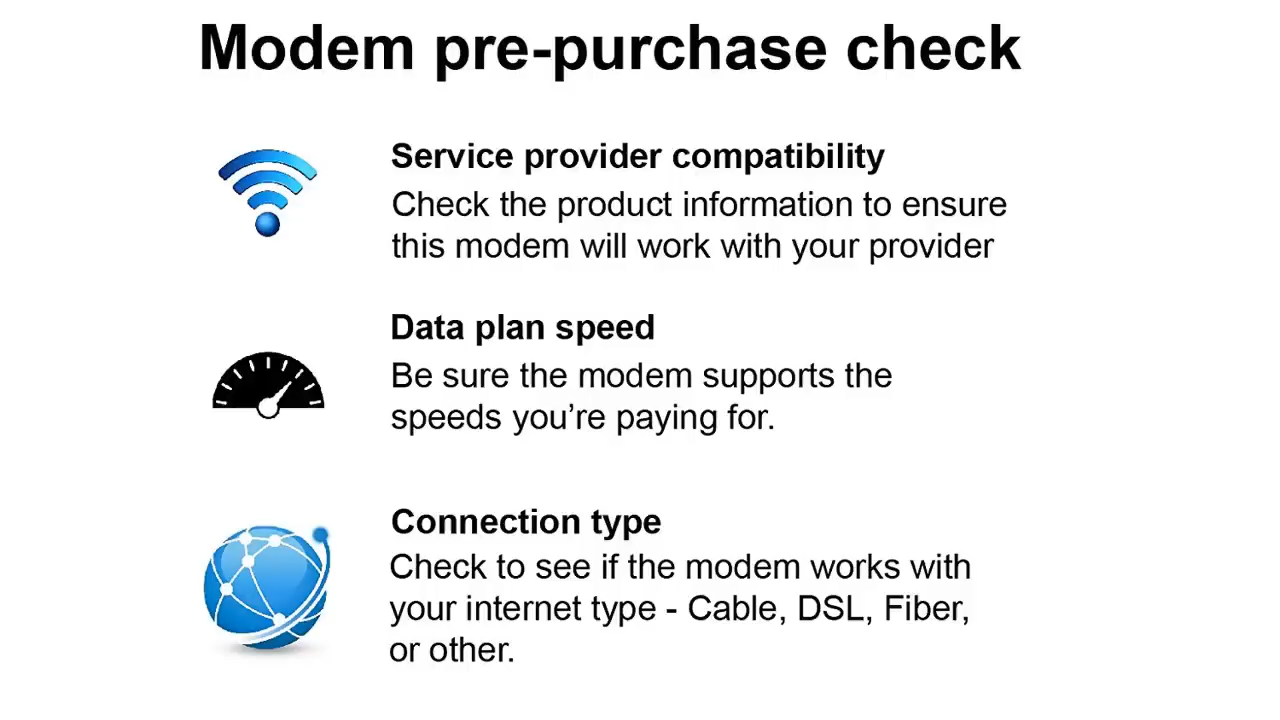 Modem pre-purchase check
Service provider compatibility
Check the product information to ensure
this modem will work with your provider
Data plan speed
Be sure the modem supports the
speeds you’re paying for.
Connection type
Check to see if the modem works with
your internet type - Cable, DSL, Fiber,
or other.